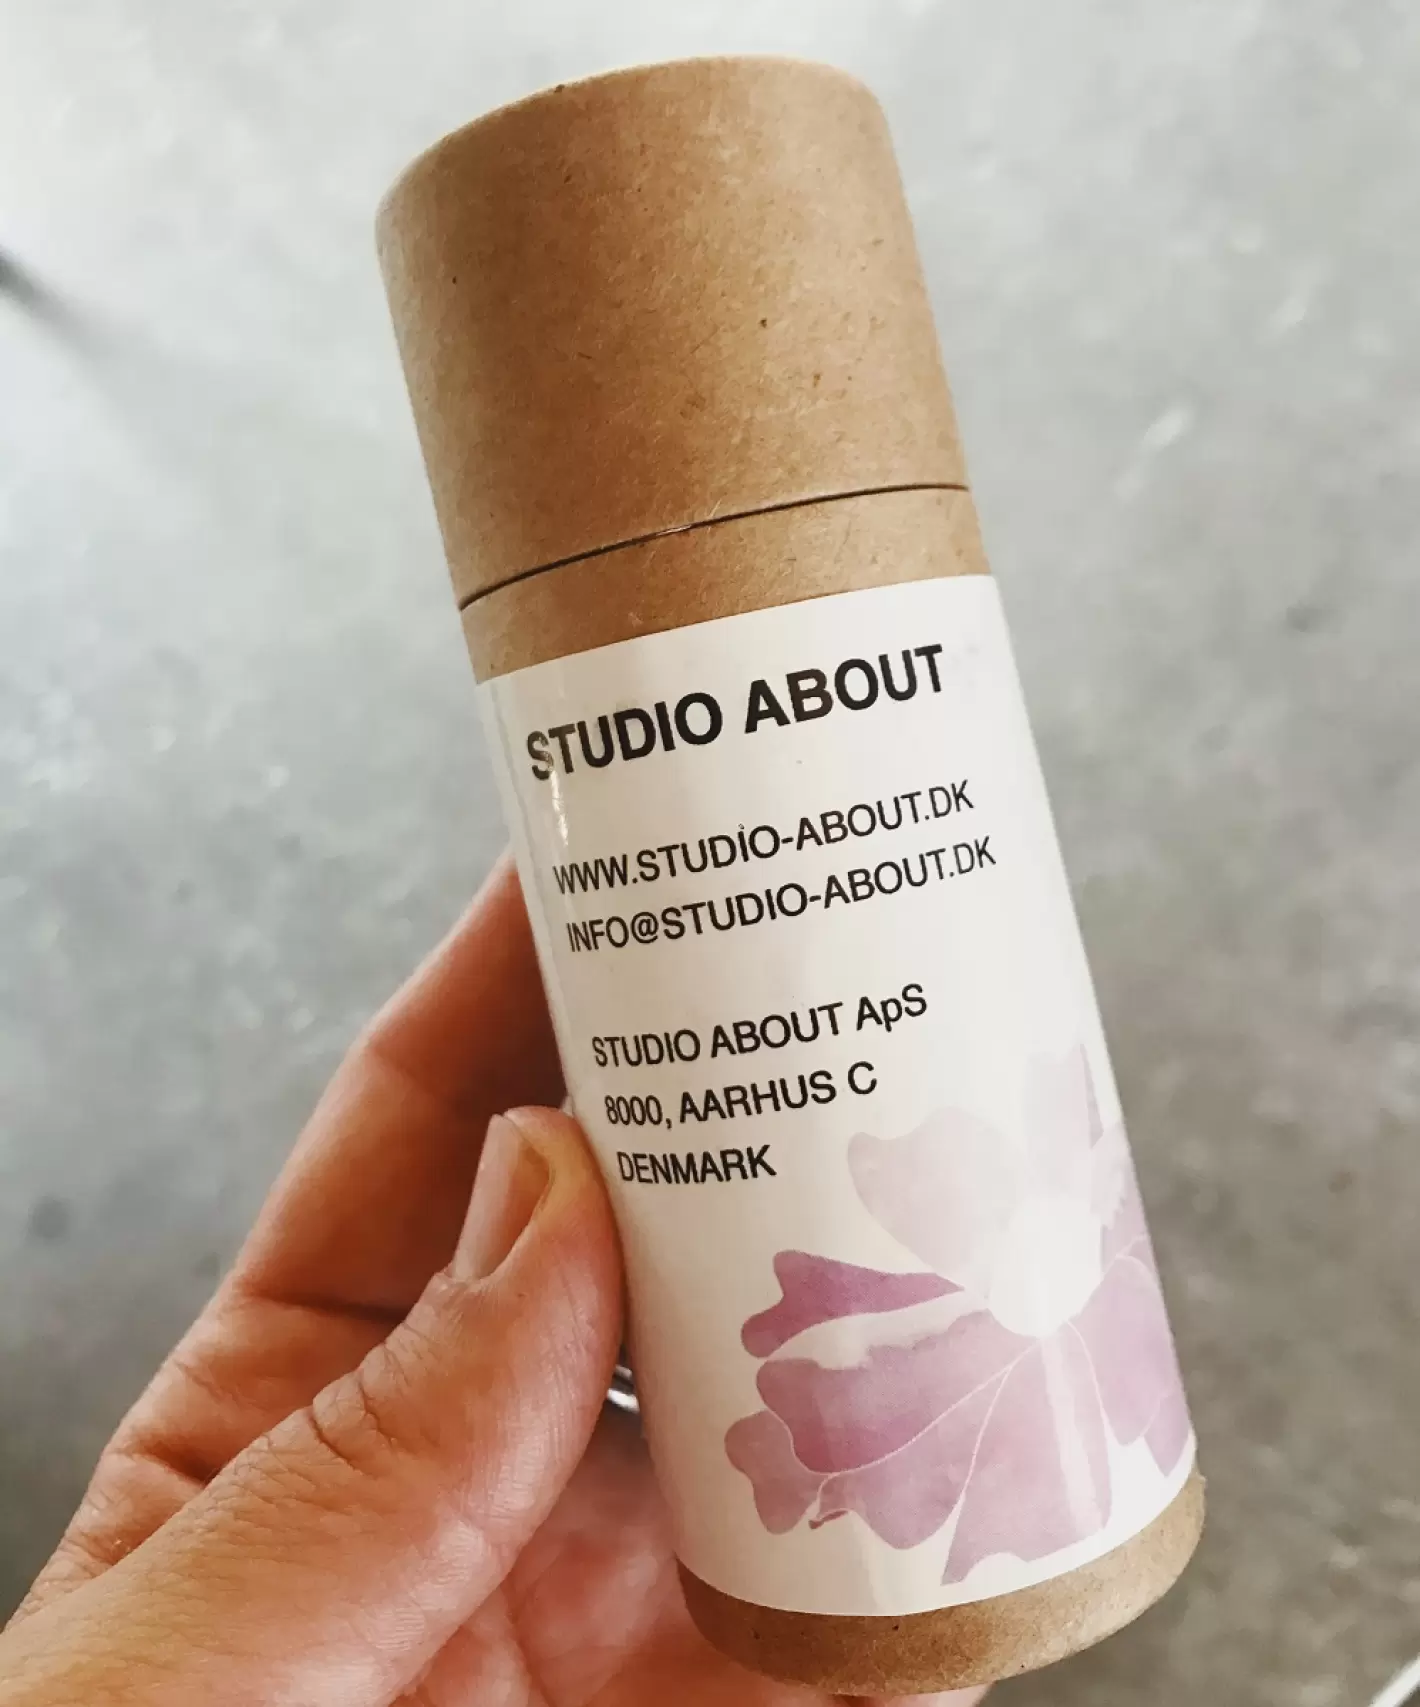 STUDIO ABOUT
WWW.STUDIO-ABOUT.DK
INFO@STUDIO-ABOUT.DK
STUDIO ABOUT ApS
8000, AARHUS C
DENMARK